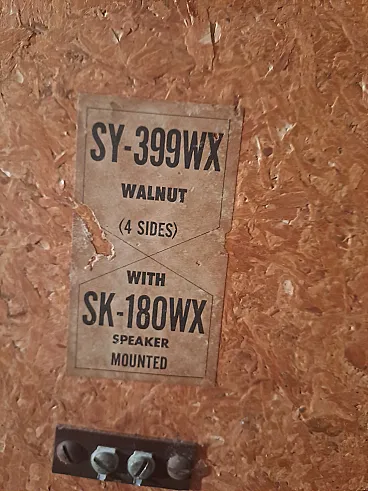 SY-399WX
WALNUT
(4 SIDES)
WITH
SK-180WX
SPEAKER
MOUNTED